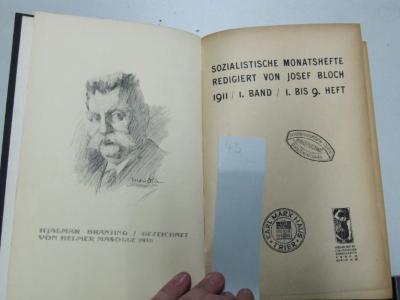 HJALMAR BRANTING / GEZEICHNET
VON HELMER MASOLLE 1910
SOZIALISTISCHE MONATSHEFTE
REDIGIERT VON JOSEF BLOCH
1911 / 1. BAND / 1. BIS 9. HEFT
KARL MARX HAUS
TRIER